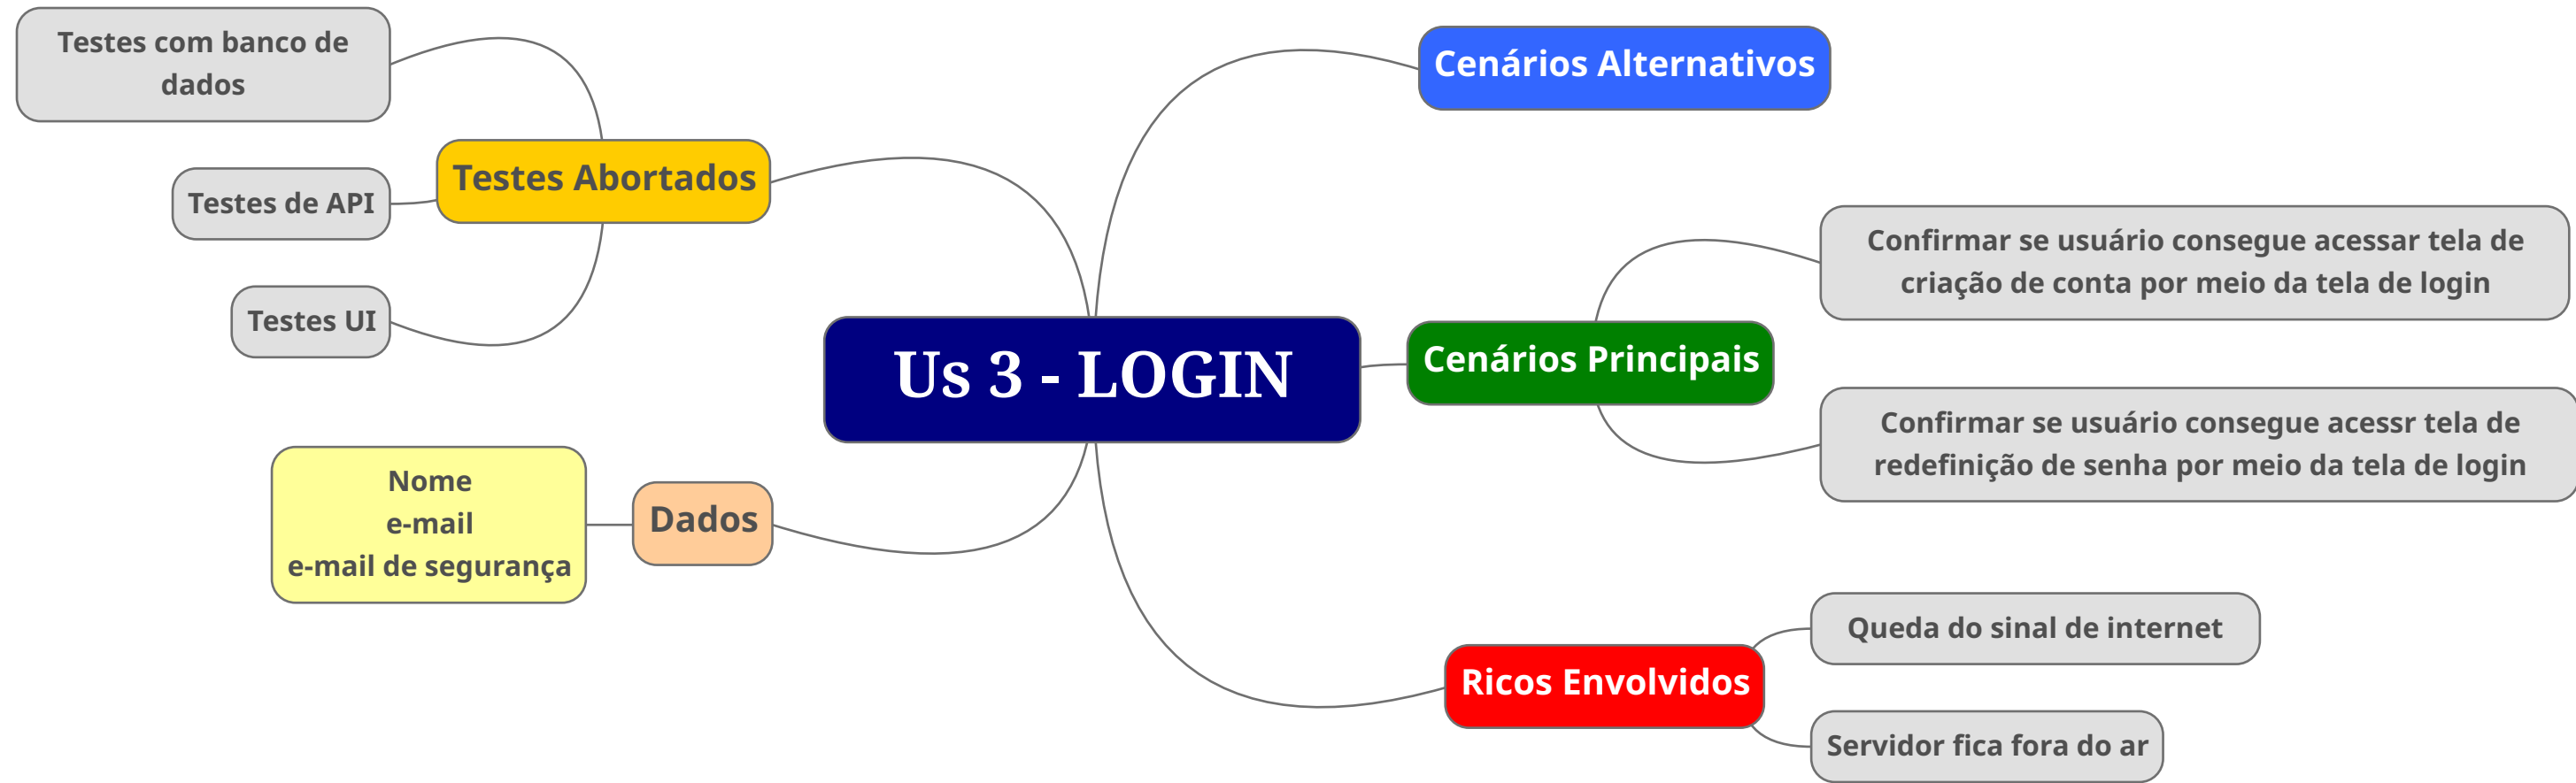 Testes com banco de
dados
Testes de API
Testes UI
Testes Abortados
Nome
e-mail
e-mail de segurança
Dados
Us 3 - LOGIN
Cenários Alternativos
Cenários Principais
Confirmar se usuário consegue acessar tela de
criação de conta por meio da tela de login
Confirmar se usuário consegue acessr tela de
redefinição de senha por meio da tela de login
Ricos Envolvidos
Queda do sinal de internet
Servidor fica fora do ar